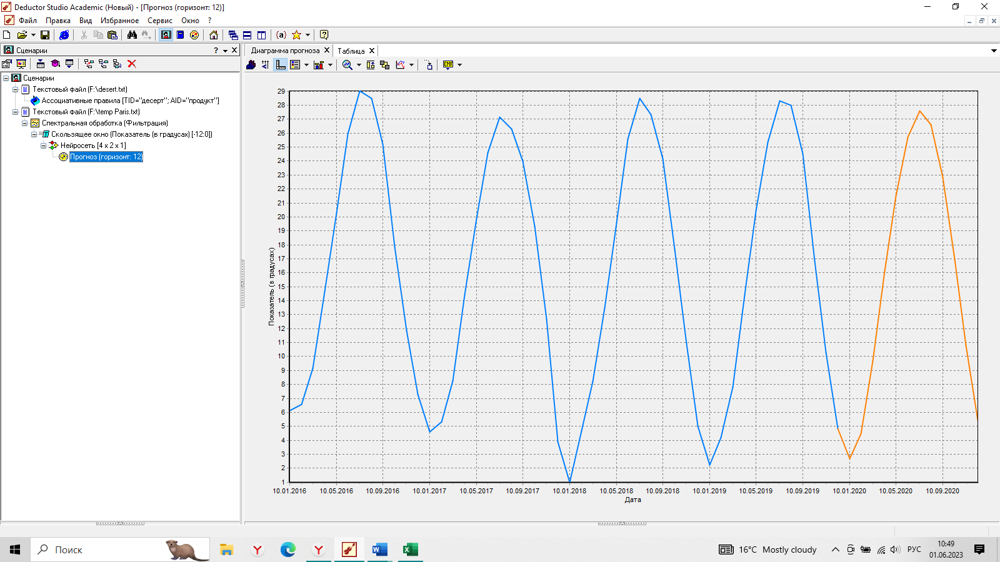 Deductor Studio Academic (Новый) - [Прогноз (горизонт: 12)]
Файл Правка Вид Избранное Сервис Окно ?
{a} EMF
Сценарии
Диаграмма прогноза
Таблица
Сценарии
Текстовый файл (F:\desert.txt)
Ассоциативные правила [TID="десерт"; AID="продукт"]
Текстовый файл (F:\temp Paris.txt)
Спектральная обработка (Фильтрация)
Скользящее окно (Показатель (в градусах) [-12:0])
Нейросеть [4 x 2 x 1]
Прогноз (горизонт: 12)
29
28
27
26
25
24
23
22
21
20
19
18
17
16
15
14
13
12
11
10
9
8
7
6
5
4
3
2
1
Показатель (в градусах)
10.01.2016 10.05.2016 10.09.2016 10.01.2017 10.05.2017 10.09.2017 10.01.2018 10.05.2018 10.09.2018 10.01.2019 10.05.2019 10.09.2019 10.01.2020 10.05.2020 10.09.2020
Дата
Поиск
16°C Mostly cloudy
РУС
10:49
01.06.2023